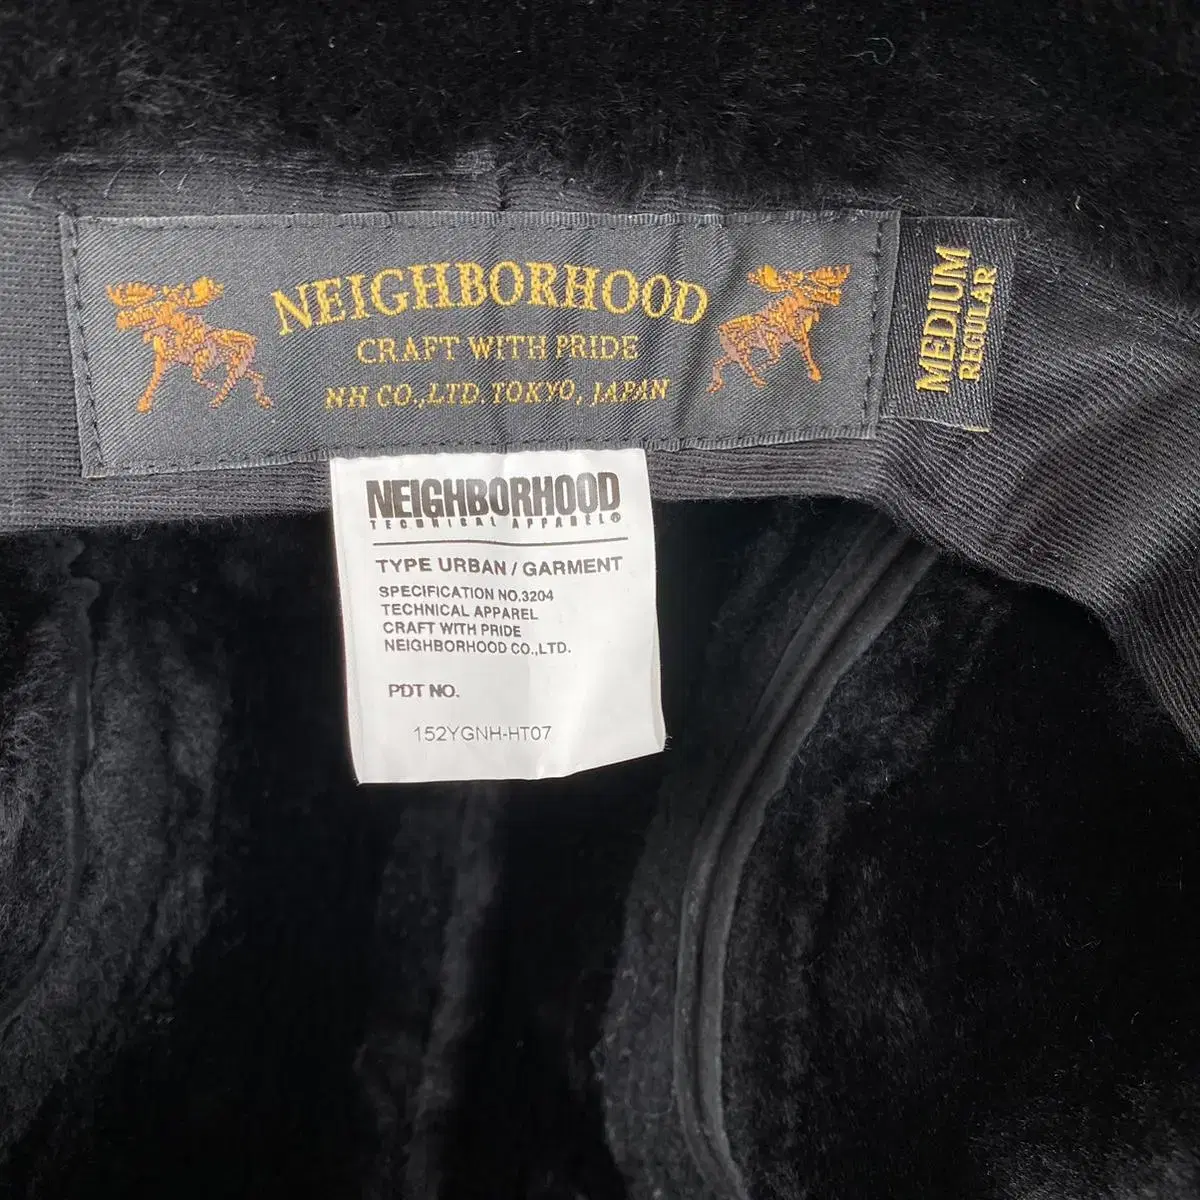 NEIGHBORHOOD
CRAFT WITH PRIDE
NH CO.,LTD. TOKYO, JAPAN
MEDIUM
REGULAR
NEIGHBORHOOD
TECHNICAL APPAREL®
TYPE URBAN / GARMENT
SPECIFICATION NO.3204
TECHNICAL APPAREL
CRAFT WITH PRIDE
NEIGHBORHOOD CO.,LTD.
PDT NO.
152YGNH-HT07